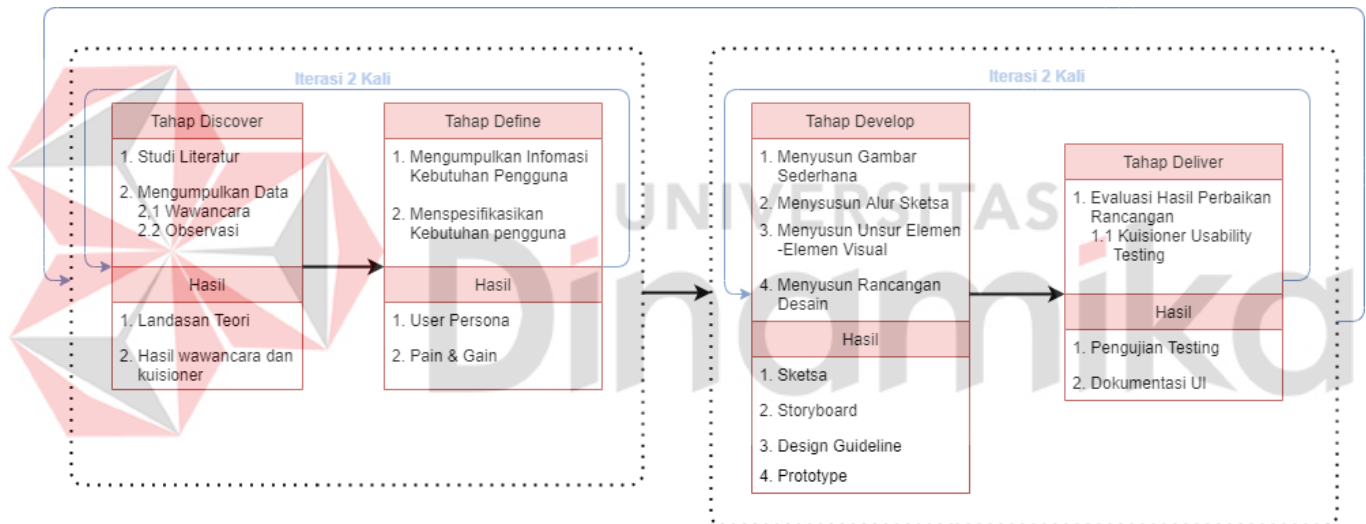 Iterasi 2 Kali
Tahap Discover
1. Studi Literatur
2. Mengumpulkan Data
2,1 Wawancara
2.2 Observasi
Hasil
1. Landasan Teori
2. Hasil wawancara dan
kuisioner
Tahap Define
1. Mengumpulkan Infomasi
Kebutuhan Pengguna
2. Menspesifikasikan
Kebutuhan pengguna
Hasil
1. User Persona
2. Pain & Gain
Iterasi 2 Kali
Tahap Develop
1. Menyusun Gambar
Sederhana
2. Menysusun Alur Sketsa
3. Menyusun Unsur Elemen
-Elemen Visual
4. Menyusun Rancangan
Desain
Hasil
1. Sketsa
2. Storyboard
3. Design Guideline
4. Prototype
Tahap Deliver
1. Evaluasi Hasil Perbaikan
Rancangan
1.1 Kuisioner Usability
Testing
Hasil
1. Pengujian Testing
2. Dokumentasi UI
UNIVERSITAS
Dinamika